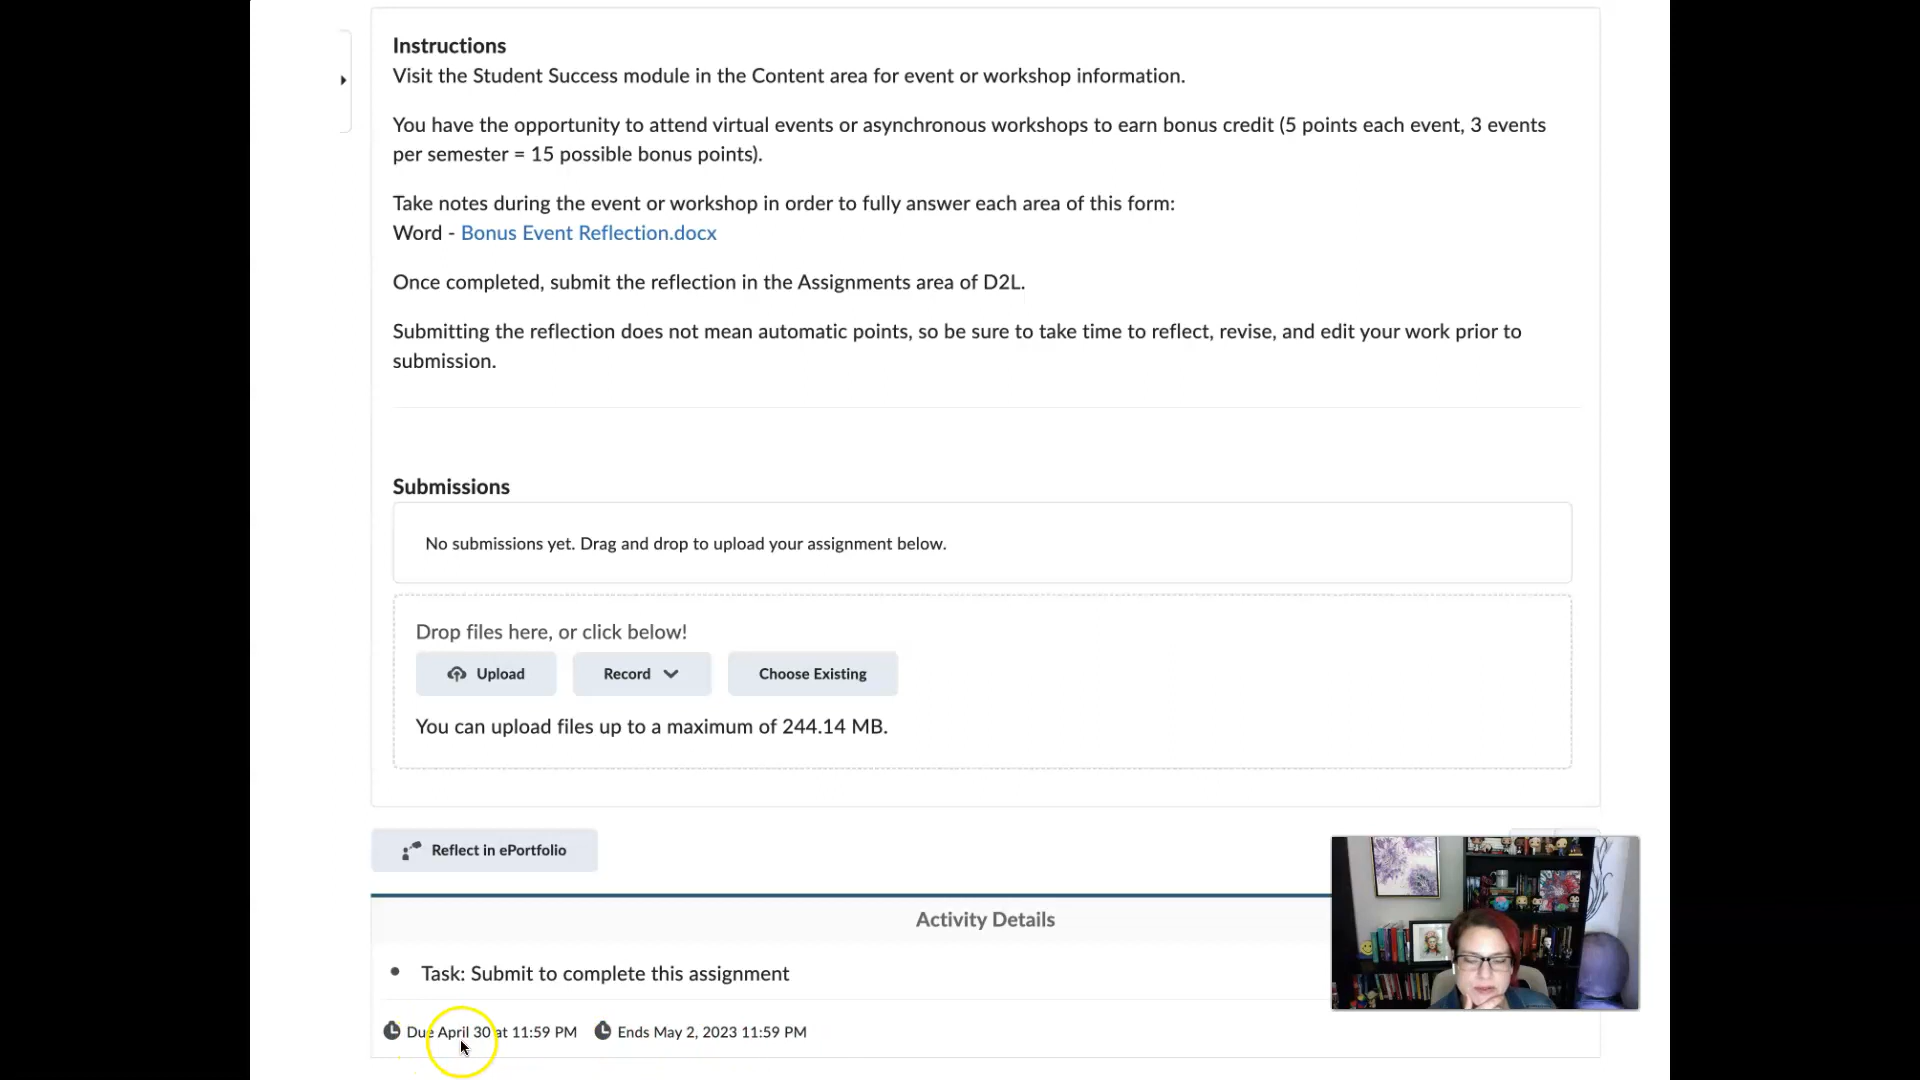 Instructions
Visit the Student Success module in the Content area for event or workshop information.
You have the opportunity to attend virtual events or asynchronous workshops to earn bonus credit (5 points each event, 3 events
per semester = 15 possible bonus points).
Take notes during the event or workshop in order to fully answer each area of this form:
Word - Bonus Event Reflection.docx
Once completed, submit the reflection in the Assignments area of D2L.
Submitting the reflection does not mean automatic points, so be sure to take time to reflect, revise, and edit your work prior to
submission.
Submissions
No submissions yet. Drag and drop to upload your assignment below.
Drop files here, or click below!
Upload Record Choose Existing
You can upload files up to a maximum of 244.14 MB.
Reflect in ePortfolio
Activity Details
Task: Submit to complete this assignment
Due April 30 at 11:59 PM Ends May 2, 2023 11:59 PM